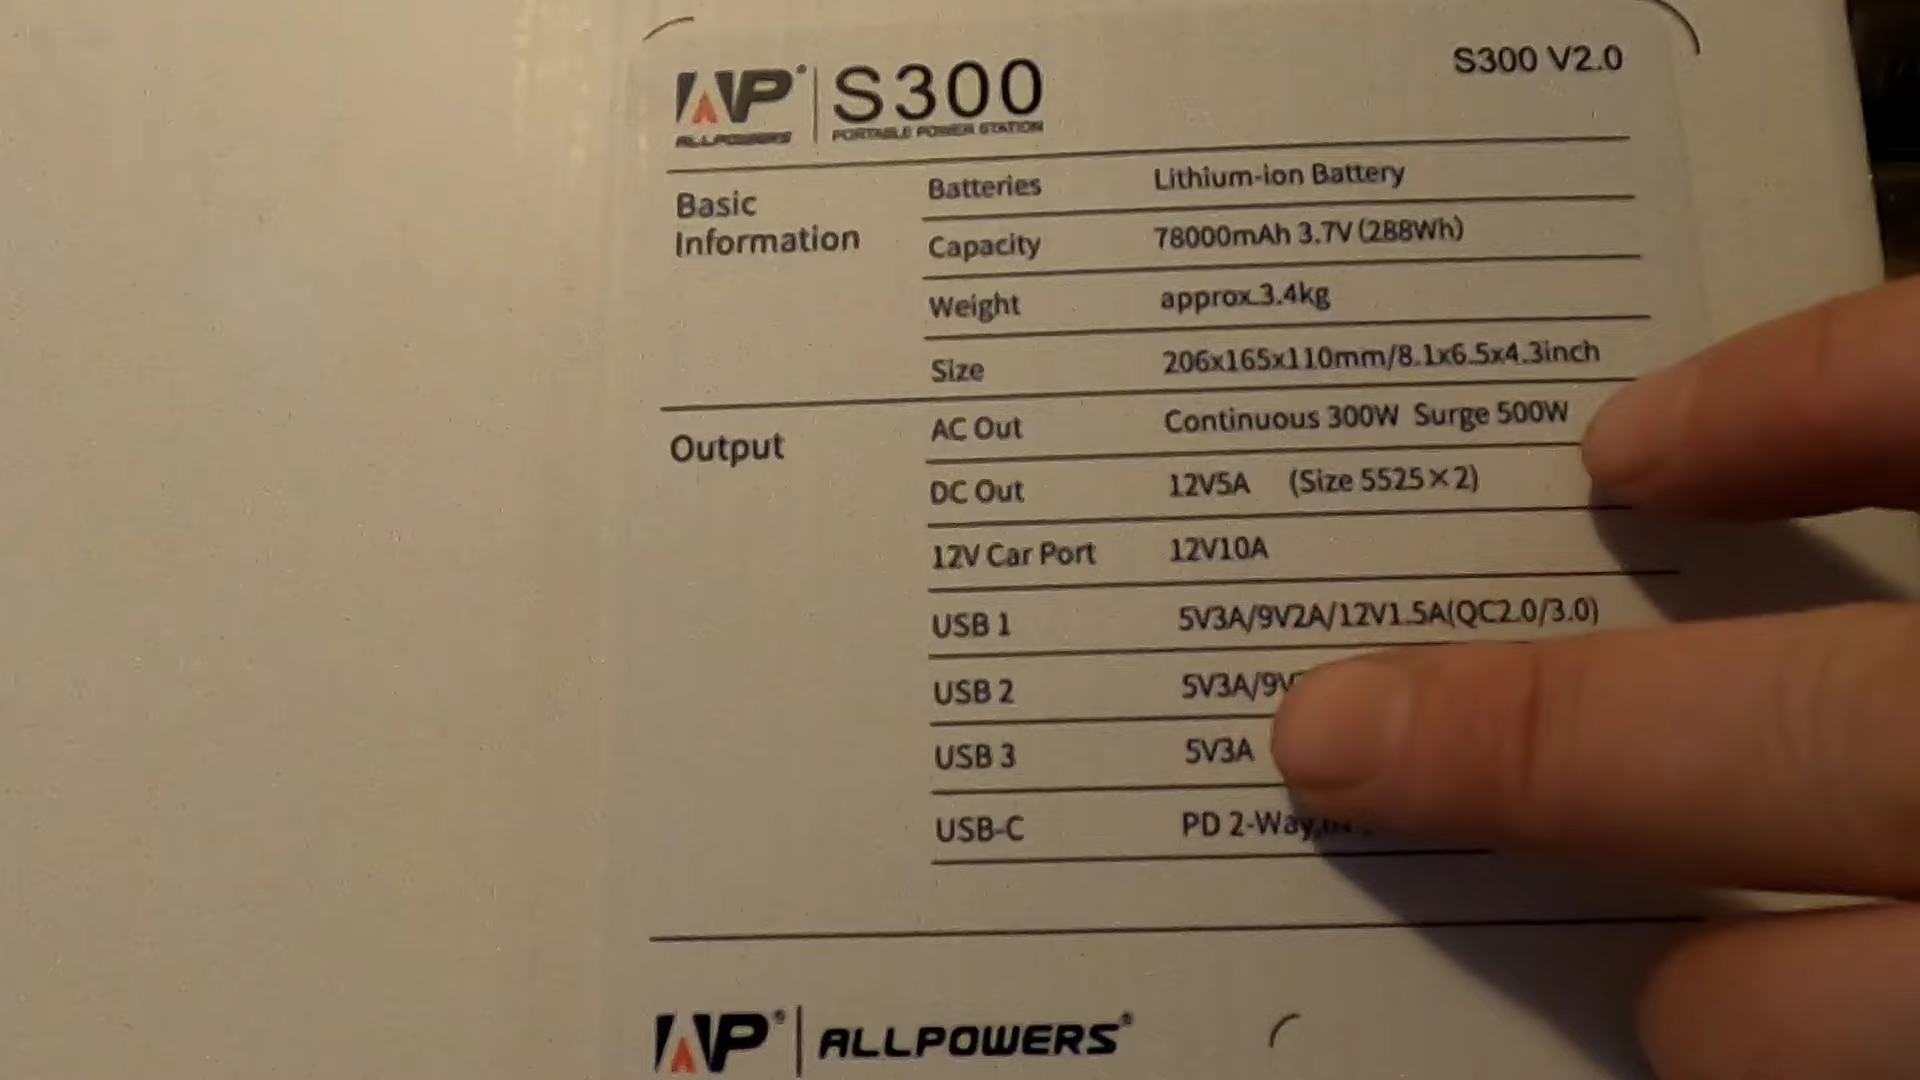 AP ALLPOWERS® S300 PORTABLE POWER STATION S300 V2.0
Basic Information
Batteries Lithium-ion Battery
Capacity 78000mAh 3.7V(288Wh)
Weight approx.3.4kg
Size 206x165x110mm/8.1x6.5x4.3inch
Output
AC Out Continuous 300W Surge 500W
DC Out 12V5A (Size 5525×2)
12V Car Port 12V10A
USB 1 5V3A/9V2A/12V1.5A(QC2.0/3.0)
USB 2 5V3A/9V
USB 3 5V3A
USB-C PD 2-Way
AP® ALLPOWERS®